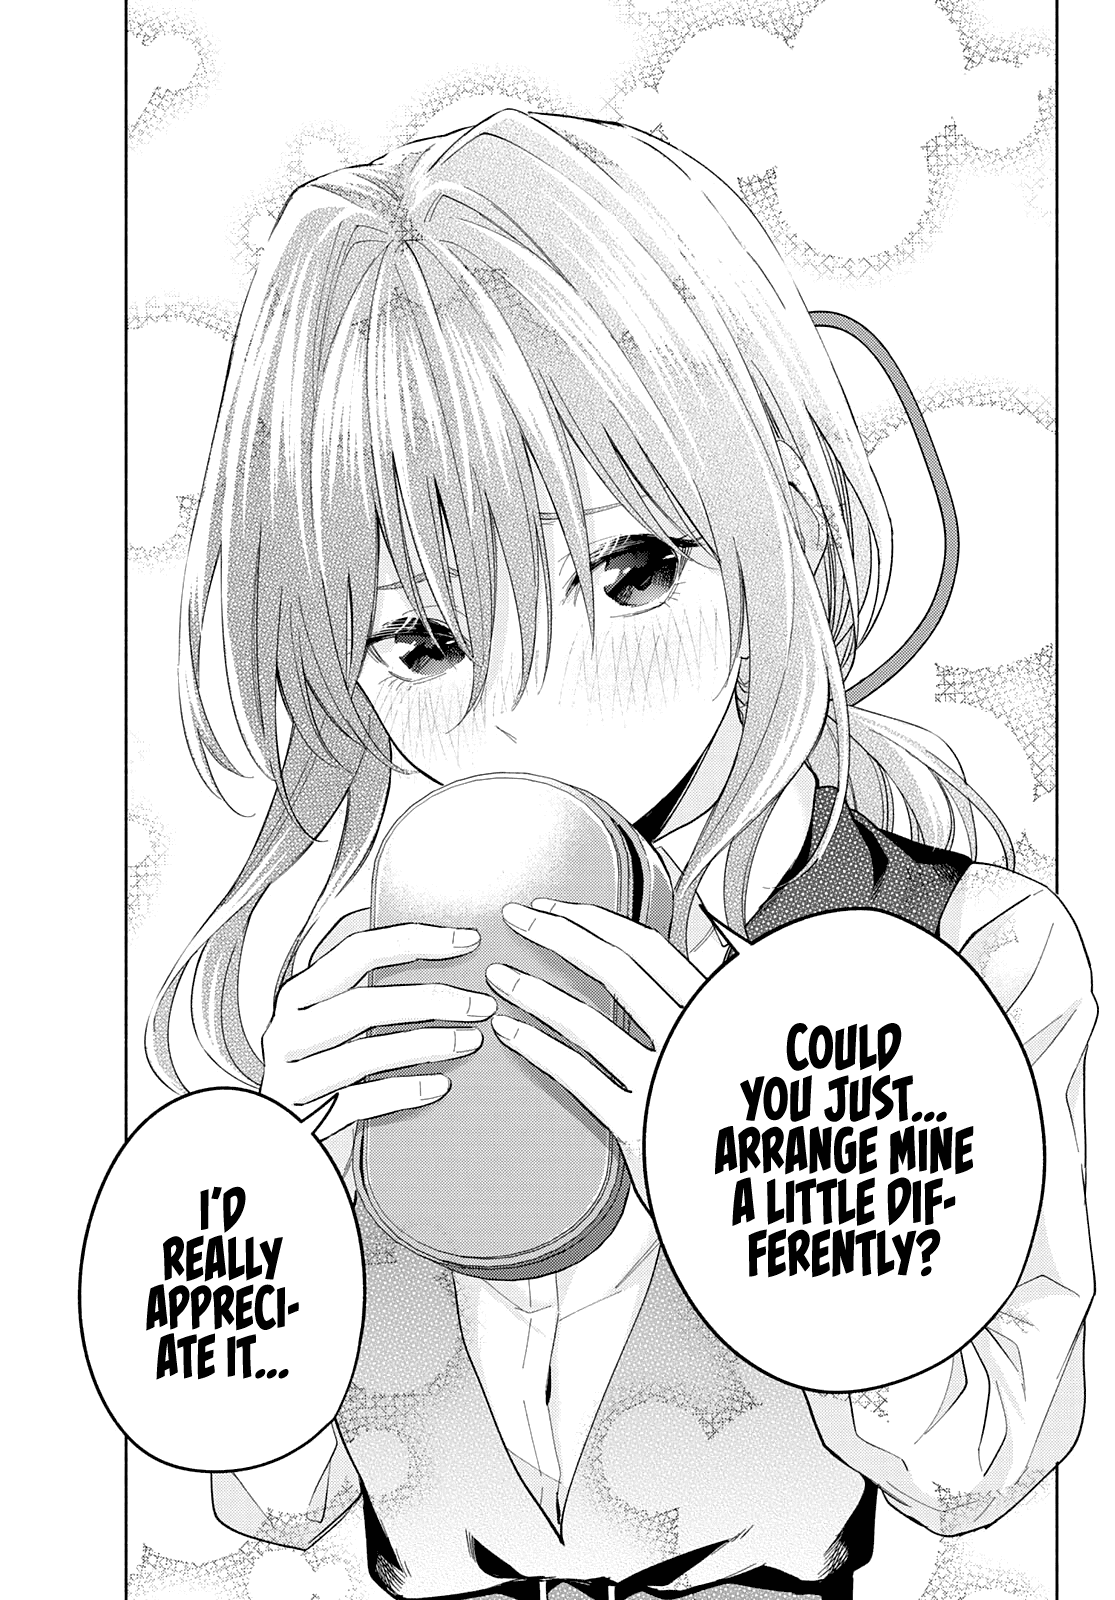 COULD
YOU JUST...
ARRANGE MINE
A LITTLE DIF-
FERENTLY?
I'D
REALLY
APPRECI-
ATE IT...